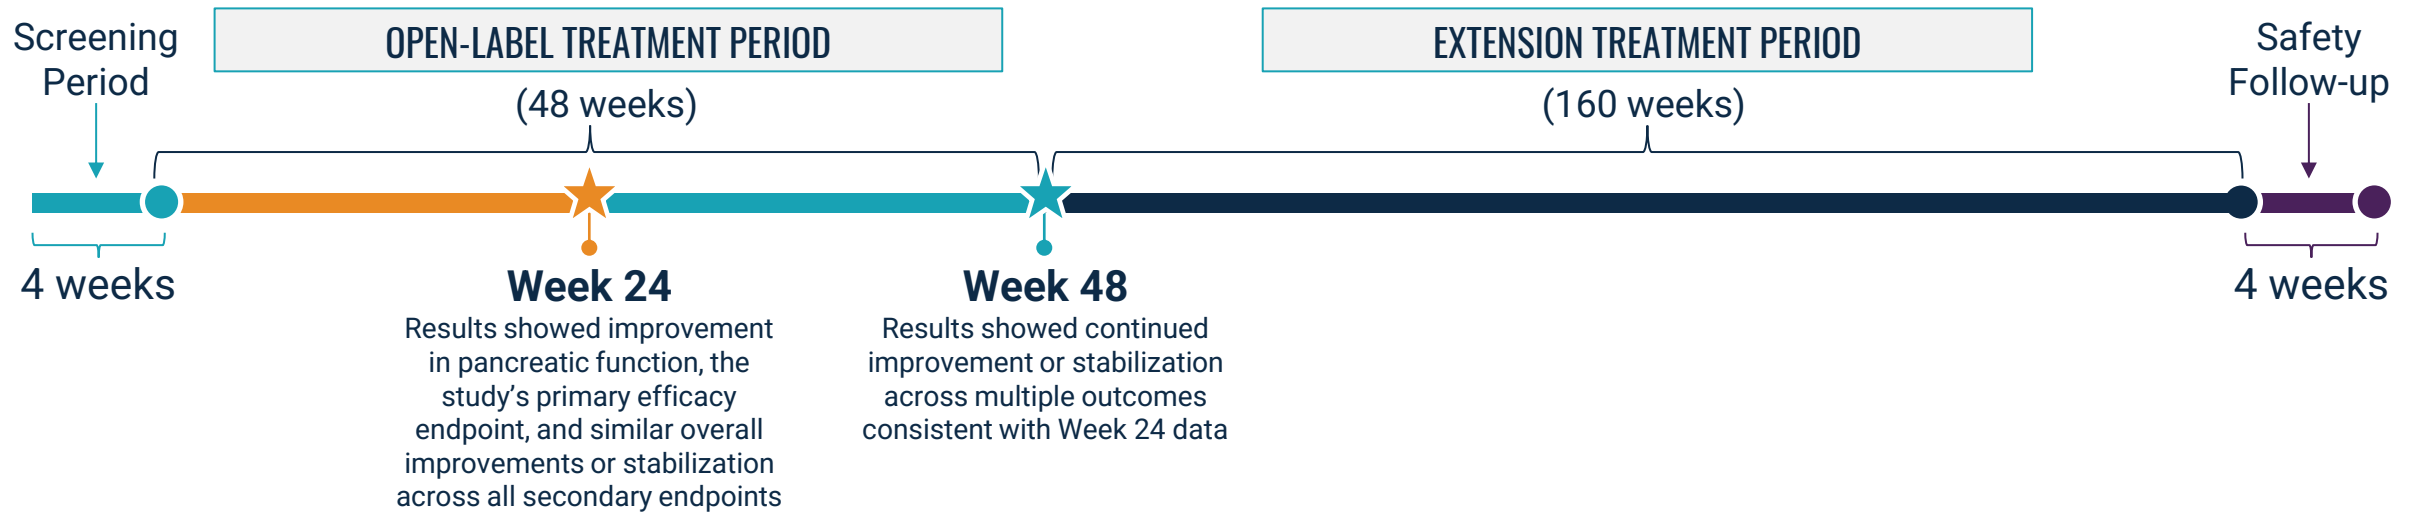 Screening
Period
OPEN-LABEL TREATMENT PERIOD
(48 weeks)
EXTENSION TREATMENT PERIOD
(160 weeks)
Safety
Follow-up
4 weeks
Week 24
Results showed improvement
in pancreatic function, the
study’s primary efficacy
endpoint, and similar overall
improvements or stabilization
across all secondary endpoints
Week 48
Results showed continued
improvement or stabilization
across multiple outcomes
consistent with Week 24 data
4 weeks